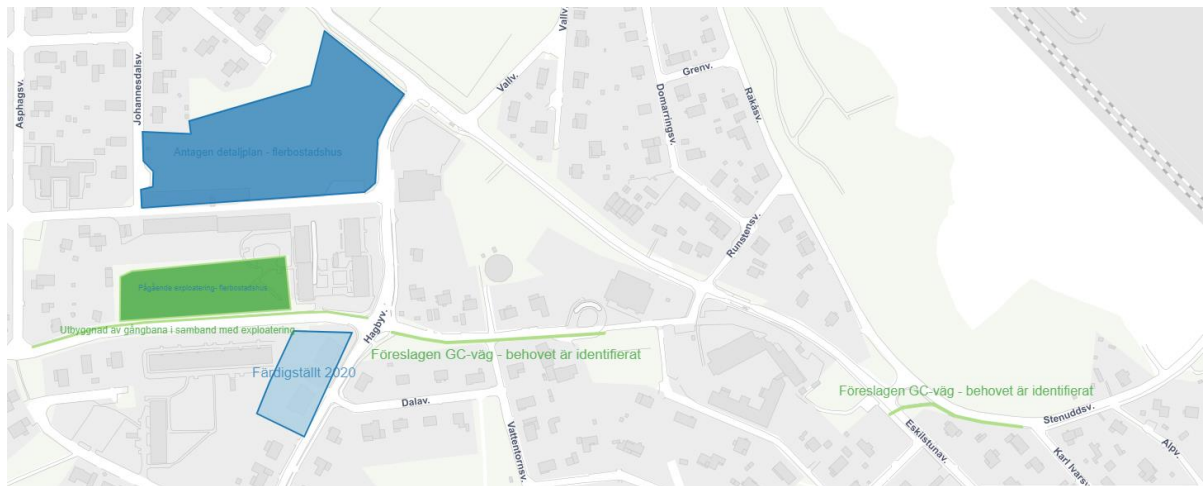 Asphagsv.
Johannesdalsv.
Vallv.
Vallv.
Grenv.
Domarringsv.
Rakåsv.
Antagen detaljplan - flerbostadshus
Runstensv.
Pågående exploatering- flerbostadshus
Utbyggnad av gångbana i samband med exploatering
Hagbyv.
Föreslagen GC-väg - behovet är identifierat
Färdigställt 2020
Dalav.
Vattentornsv.
Föreslagen GC-väg - behovet är identifierat
Stenuddsv.
Eskilstunav.
Karl Ivarsv.
Alpv.